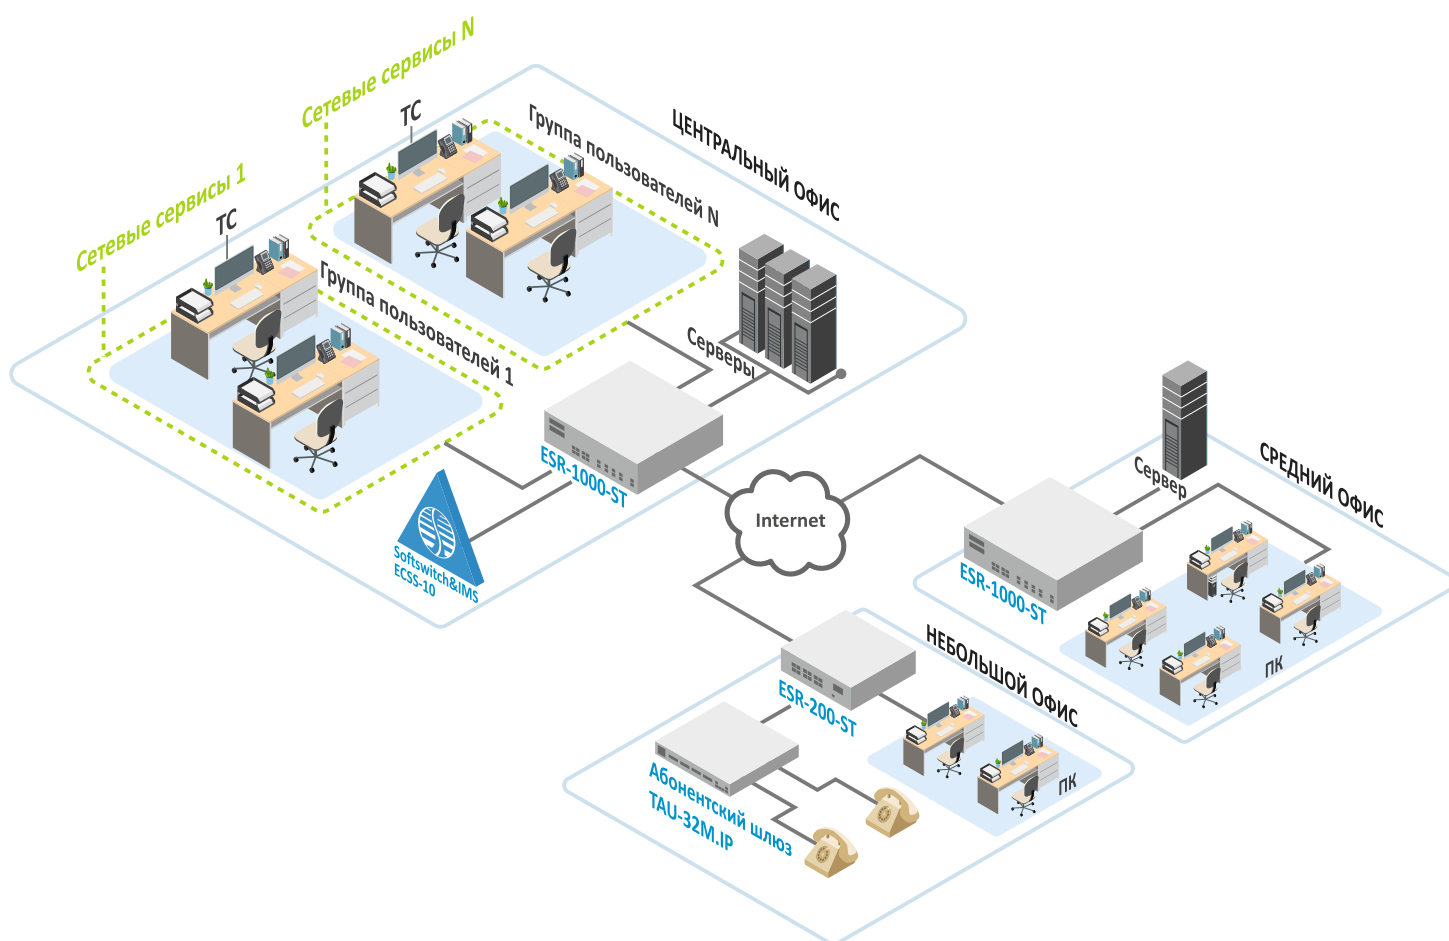 Сетевые сервисы N
ТС
Группа пользователей N
ЦЕНТРАЛЬНЫЙ ОФИС
Сетевые сервисы 1
ТС
Группа пользователей 1
Серверы
ESR-1000-ST
Softswitch&IMS
ECSS-10
Internet
Сервер
СРЕДНИЙ ОФИС
ESR-1000-ST
ПК
НЕБОЛЬШОЙ ОФИС
ESR-200-ST
ПК
Абонентский шлюз
TAU-32M.IP